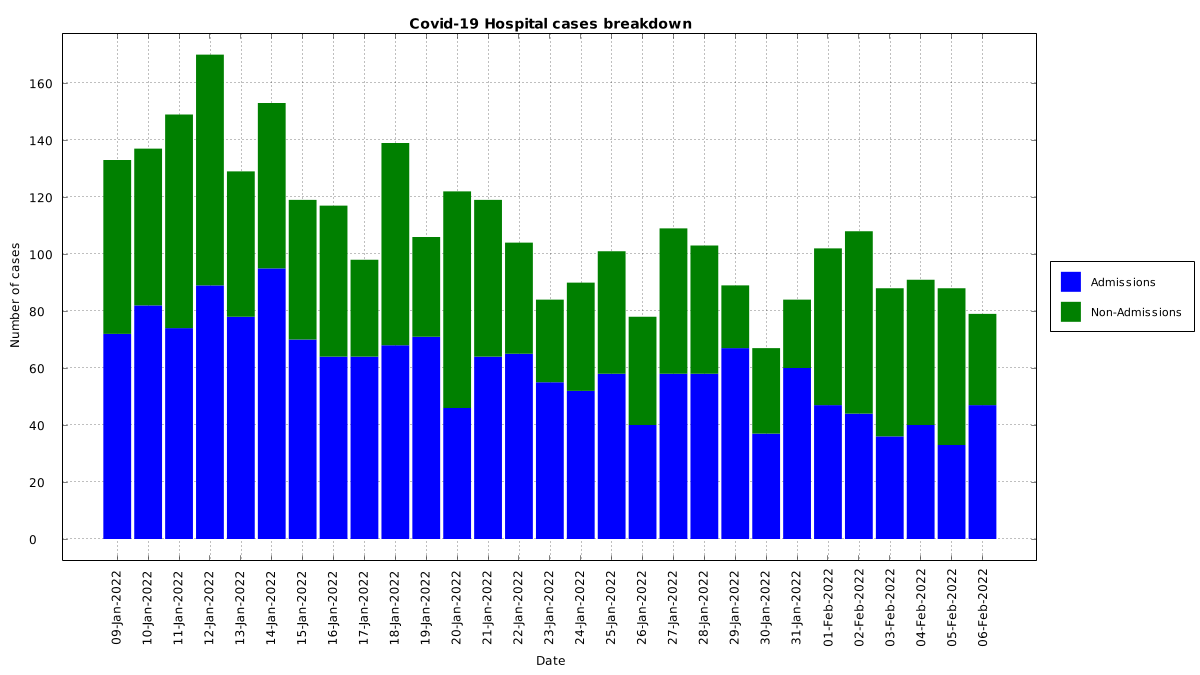 Covid-19 Hospital cases breakdown
160
140
120
100
80
60
40
20
0
Number of cases
09-Jan-2022
10-Jan-2022
11-Jan-2022
12-Jan-2022
13-Jan-2022
14-Jan-2022
15-Jan-2022
16-Jan-2022
17-Jan-2022
18-Jan-2022
19-Jan-2022
20-Jan-2022
21-Jan-2022
22-Jan-2022
23-Jan-2022
24-Jan-2022
25-Jan-2022
26-Jan-2022
27-Jan-2022
28-Jan-2022
29-Jan-2022
30-Jan-2022
31-Jan-2022
01-Feb-2022
02-Feb-2022
03-Feb-2022
04-Feb-2022
05-Feb-2022
06-Feb-2022
Date
Admissions
Non-Admissions